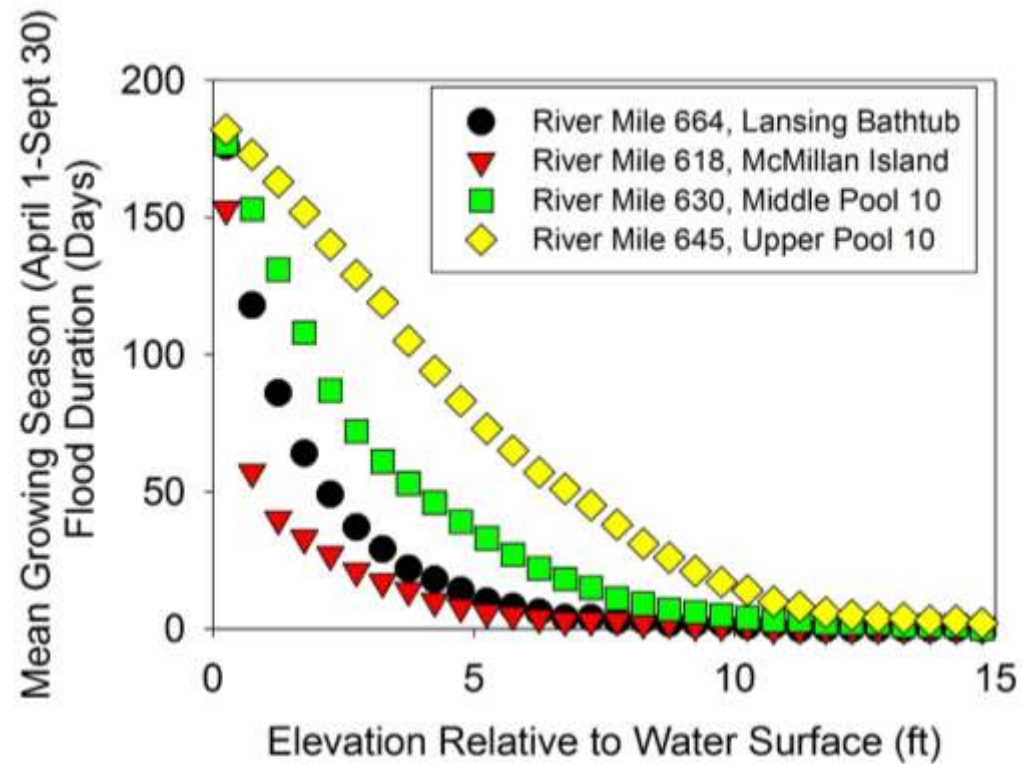 Mean Growing Season (April 1-Sept 30)
Flood Duration (Days)
200
150
100
50
0
River Mile 664, Lansing Bathtub
River Mile 618, McMillan Island
River Mile 630, Middle Pool 10
River Mile 645, Upper Pool 10
0 5 10 15
Elevation Relative to Water Surface (ft)